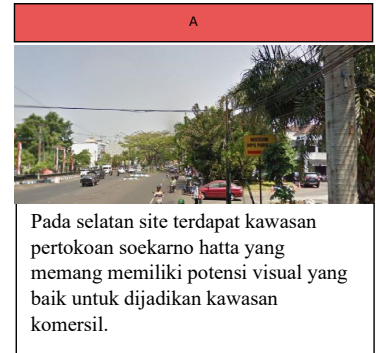 A
Pada selatan site terdapat kawasan
pertokoan soekarno hatta yang
memang memiliki potensi visual yang
baik untuk dijadikan kawasan
komersil.